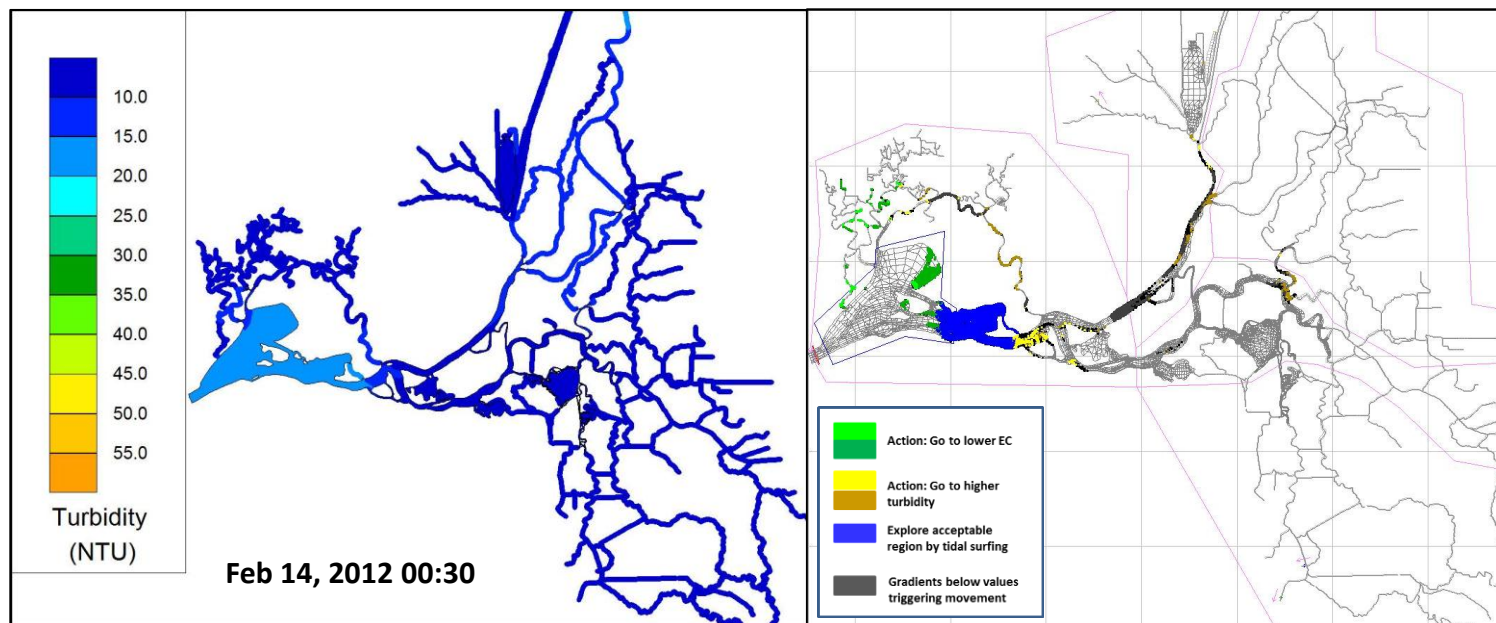 10.0
15.0
20.0
25.0
30.0
35.0
40.0
45.0
50.0
55.0
Turbidity
(NTU)
Feb 14, 2012 00:30
Action: Go to lower EC
Action: Go to higher
turbidity
Explore acceptable
region by tidal surfing
Gradients below values
triggering movement